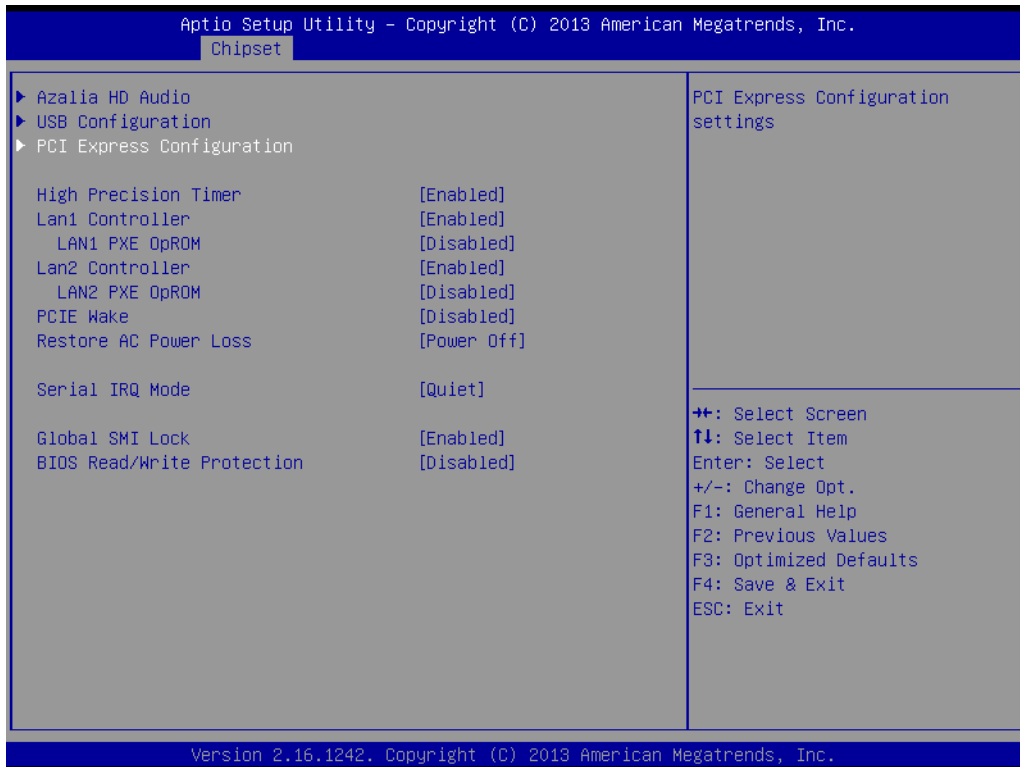 Aptio Setup Utility – Copyright (C) 2013 American Megatrends, Inc.
Chipset
Azalia HD Audio
USB Configuration
PCI Express Configuration
High Precision Timer [Enabled]
Lan1 Controller [Enabled]
LAN1 PXE OpROM [Disabled]
Lan2 Controller [Enabled]
LAN2 PXE OpROM [Disabled]
PCIE Wake [Disabled]
Restore AC Power Loss [Power Off]
Serial IRQ Mode [Quiet]
Global SMI Lock [Enabled]
BIOS Read/Write Protection [Disabled]
PCI Express Configuration
settings
→←: Select Screen
↑↓: Select Item
Enter: Select
+/-: Change Opt.
F1: General Help
F2: Previous Values
F3: Optimized Defaults
F4: Save & Exit
ESC: Exit
Version 2.16.1242. Copyright (C) 2013 American Megatrends, Inc.